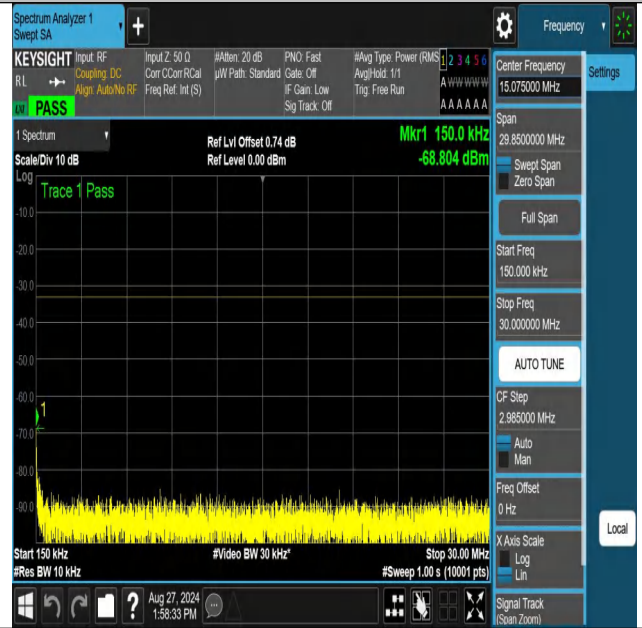 Spectrum Analyzer 1
Swept SA
+
Frequency
KEYSIGHT
RL
PASS
Input: RF
Coupling: DC
Align: Auto/No RF
Input Z: 50 Ω
Corr CCorr RCal
Freq Ref: Int (S)
#Atten: 20 dB
µW Path: Standard
PNO: Fast
Gate: Off
IF Gain: Low
Sig Track: Off
#Avg Type: Power (RMS
Avg|Hold: 1/1
Trig: Free Run
1 2 3 4 5 6
A W W W W W
A A A A A A
Center Frequency
15.075000 MHz
Settings
Span
29.8500000 MHz
Swept Span
Zero Span
Full Span
Start Freq
150.000 kHz
Stop Freq
30.000000 MHz
AUTO TUNE
CF Step
2.985000 MHz
Auto
Man
Freq Offset
0 Hz
X Axis Scale
Log
Lin
Signal Track
(Span Zoom)
Local
1 Spectrum
Scale/Div 10 dB
Log
Ref Lvl Offset 0.74 dB
Ref Level 0.00 dBm
Mkr1 150.0 kHz
-68.804 dBm
Trace 1 Pass
-10.0
-20.0
-30.0
-40.0
-50.0
-60.0
-70.0
-80.0
-90.0
1
Start 150 kHz
#Res BW 10 kHz
#Video BW 30 kHz*
Stop 30.00 MHz
#Sweep 1.00 s (10001 pts)
?
Aug 27, 2024
1:58:33 PM